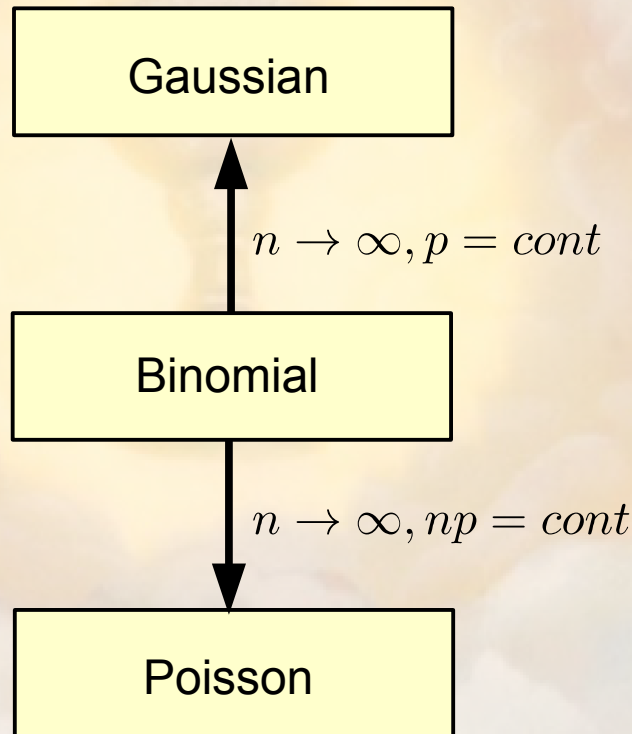 Gaussian
n → ∞, p = cont
Binomial
n → ∞, np = cont
Poisson